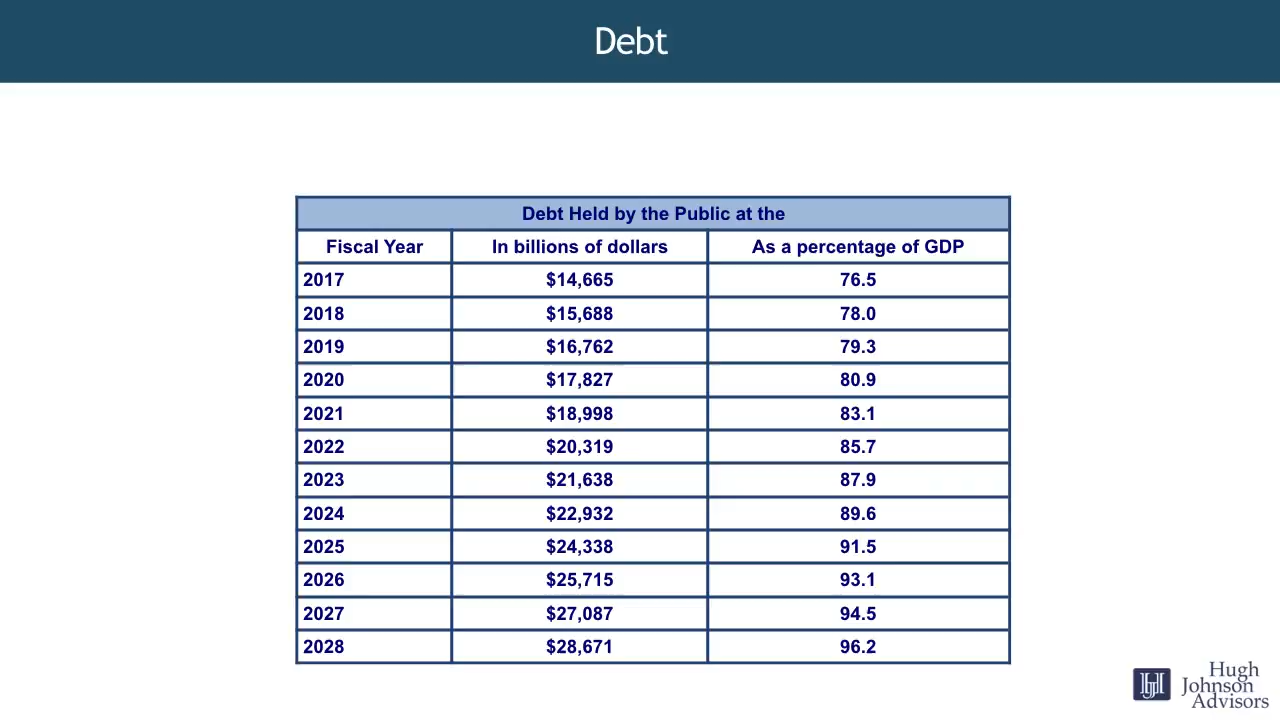 Debt
Debt Held by the Public at the
Fiscal Year In billions of dollars As a percentage of GDP
2017 $14,665 76.5
2018 $15,688 78.0
2019 $16,762 79.3
2020 $17,827 80.9
2021 $18,998 83.1
2022 $20,319 85.7
2023 $21,638 87.9
2024 $22,932 89.6
2025 $24,338 91.5
2026 $25,715 93.1
2027 $27,087 94.5
2028 $28,671 96.2
HJ
Hugh
Johnson
Advisors